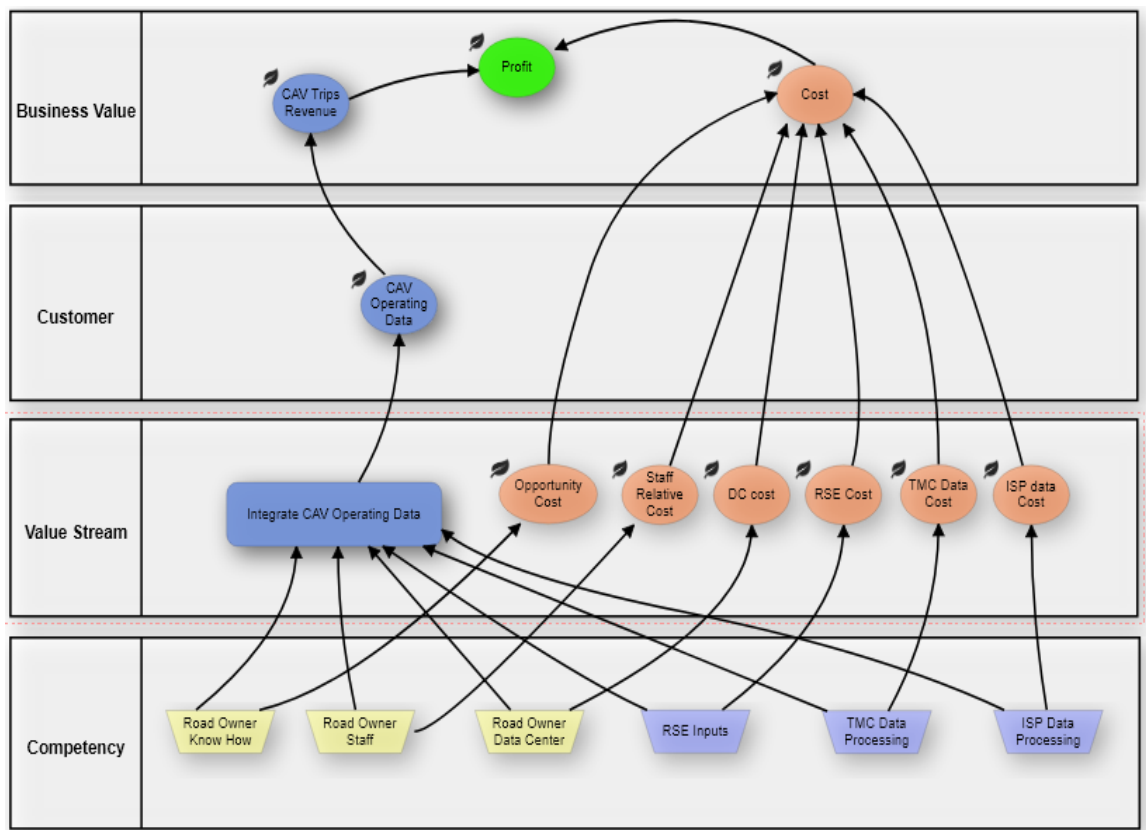 Business Value
CAV Trips
Revenue
Profit
Cost
Customer
CAV
Operating
Data
Value Stream
Integrate CAV Operating Data
Opportunity
Cost
Staff
Relative
Cost
DC cost
RSE Cost
TMC Data
Cost
ISP data
Cost
Competency
Road Owner
Know How
Road Owner
Staff
Road Owner
Data Center
RSE Inputs
TMC Data
Processing
ISP Data
Processing